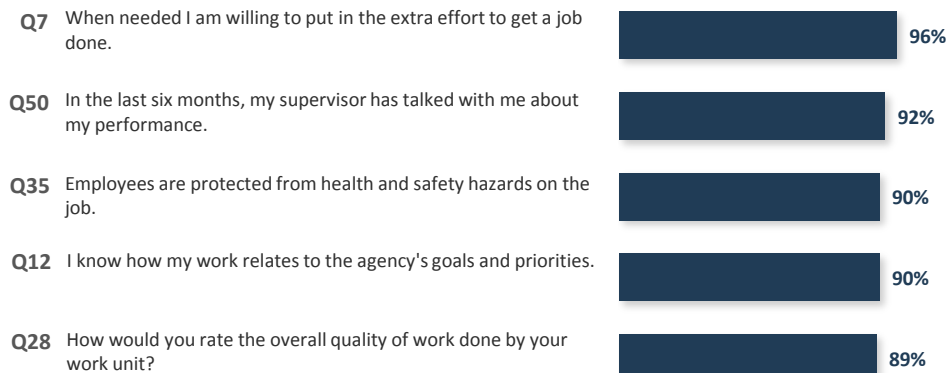 Q7 When needed I am willing to put in the extra effort to get a job
done.
96%
Q50 In the last six months, my supervisor has talked with me about
my performance.
92%
Q35 Employees are protected from health and safety hazards on the
job.
90%
Q12 I know how my work relates to the agency's goals and priorities.
90%
Q28 How would you rate the overall quality of work done by your
work unit?
89%